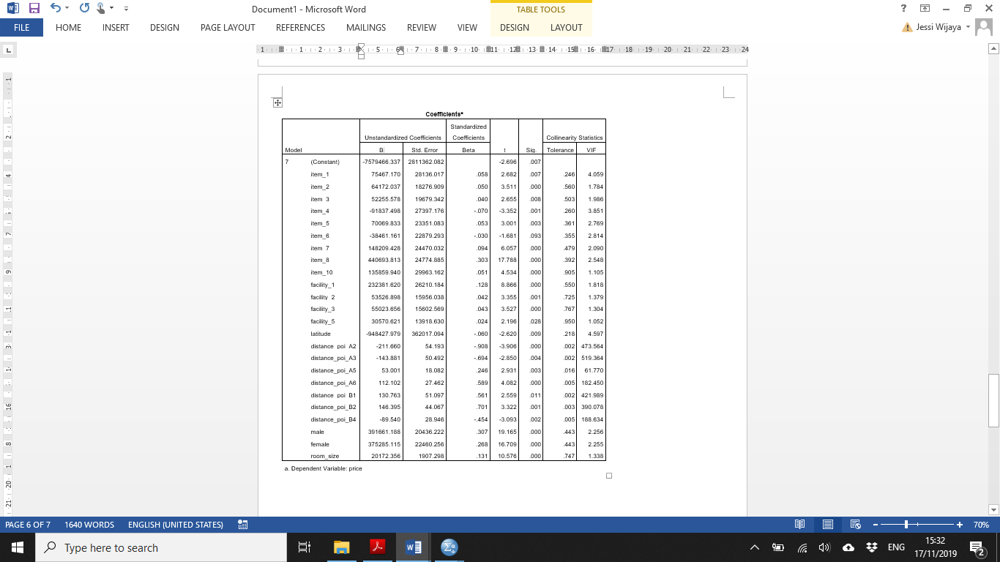 Document1 - Microsoft Word
TABLE TOOLS
?
FILE HOME INSERT DESIGN PAGE LAYOUT REFERENCES MAILINGS REVIEW VIEW DESIGN LAYOUT Jessi Wijaya
Coefficientsª
Model Unstandardized Coefficients Standardized Coefficients t Sig. Collinearity Statistics
B Std. Error Beta Tolerance VIF
7 (Constant) -7579466.337 2811362.082 -2.696 .007
item_1 75467.170 28136.017 .058 2.682 .007 .246 4.059
item_2 64172.037 18276.909 .050 3.511 .000 .560 1.784
item_3 52255.578 19679.342 .040 2.655 .008 .503 1.986
item_4 -91837.498 27397.176 -.070 -3.352 .001 .260 3.851
item_5 70069.833 23351.083 .053 3.001 .003 .361 2.769
item_6 -38461.161 22879.293 -.030 -1.681 .093 .355 2.814
item_7 148209.428 24470.032 .094 6.057 .000 .479 2.090
item_8 440693.813 24774.885 .303 17.788 .000 .392 2.548
item_10 135859.940 29963.162 .051 4.534 .000 .905 1.105
facility_1 232381.620 26210.184 .128 8.866 .000 .550 1.818
facility_2 53526.898 15956.038 .042 3.355 .001 .725 1.379
facility_3 55023.656 15602.569 .043 3.527 .000 .767 1.304
facility_5 30570.621 13918.630 .024 2.196 .028 .950 1.052
latitude -948427.979 362017.094 -.060 -2.620 .009 .218 4.597
distance_poi_A2 -211.660 54.193 -.908 -3.906 .000 .002 473.564
distance_poi_A3 -143.881 50.492 -.694 -2.850 .004 .002 519.364
distance_poi_A5 53.001 18.082 .246 2.931 .003 .016 61.770
distance_poi_A6 112.102 27.462 .589 4.082 .000 .005 182.450
distance_poi_B1 130.763 51.097 .561 2.559 .011 .002 421.989
distance_poi_B2 146.395 44.067 .701 3.322 .001 .003 390.078
distance_poi_B4 -89.540 28.946 -.454 -3.093 .002 .005 188.634
male 391661.188 20436.222 .307 19.165 .000 .443 2.256
female 375285.115 22460.256 .268 16.709 .000 .443 2.255
room_size 20172.356 1907.298 .131 10.576 .000 .747 1.338
a. Dependent Variable: price
PAGE 6 OF 7 1640 WORDS ENGLISH (UNITED STATES) 70%
Type here to search
ENG
15:32
17/11/2019
2